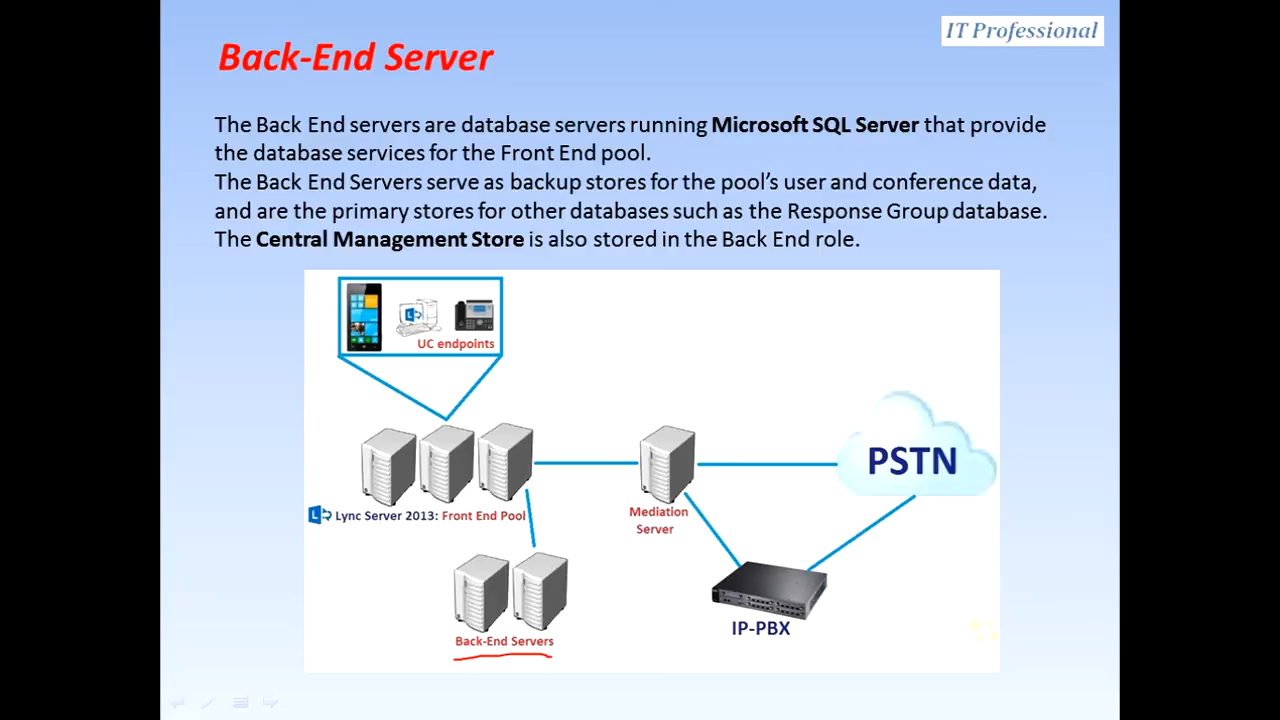 IT Professional
Back-End Server
The Back End servers are database servers running Microsoft SQL Server that provide
the database services for the Front End pool.
The Back End Servers serve as backup stores for the pool’s user and conference data,
and are the primary stores for other databases such as the Response Group database.
The Central Management Store is also stored in the Back End role.
UC endpoints
PSTN
Lync Server 2013: Front End Pool
Mediation
Server
IP-PBX
Back-End Servers